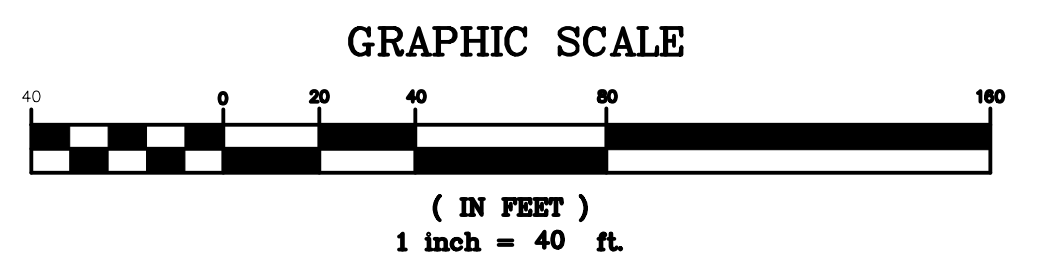 GRAPHIC SCALE
40 0 20 40 80 160
( IN FEET )
1 inch = 40 ft.